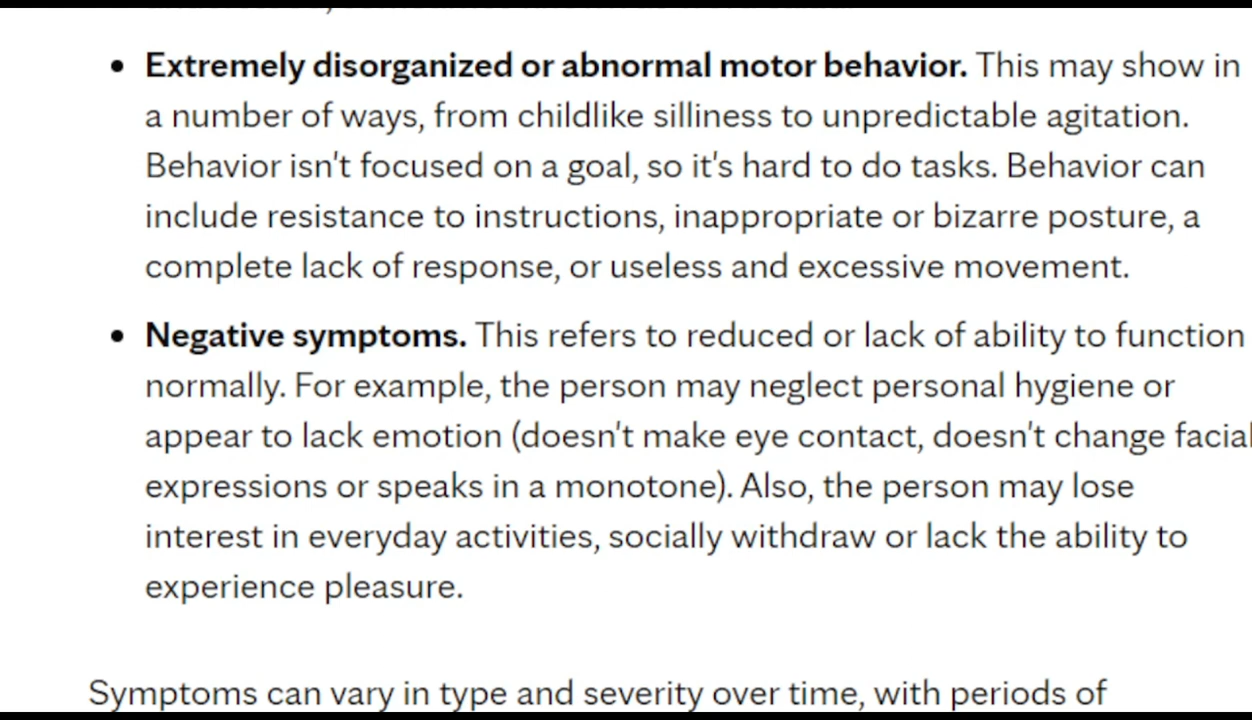 • Extremely disorganized or abnormal motor behavior. This may show in
a number of ways, from childlike silliness to unpredictable agitation.
Behavior isn't focused on a goal, so it's hard to do tasks. Behavior can
include resistance to instructions, inappropriate or bizarre posture, a
complete lack of response, or useless and excessive movement.
• Negative symptoms. This refers to reduced or lack of ability to function
normally. For example, the person may neglect personal hygiene or
appear to lack emotion (doesn't make eye contact, doesn't change facial
expressions or speaks in a monotone). Also, the person may lose
interest in everyday activities, socially withdraw or lack the ability to
experience pleasure.
Symptoms can vary in type and severity over time, with periods of